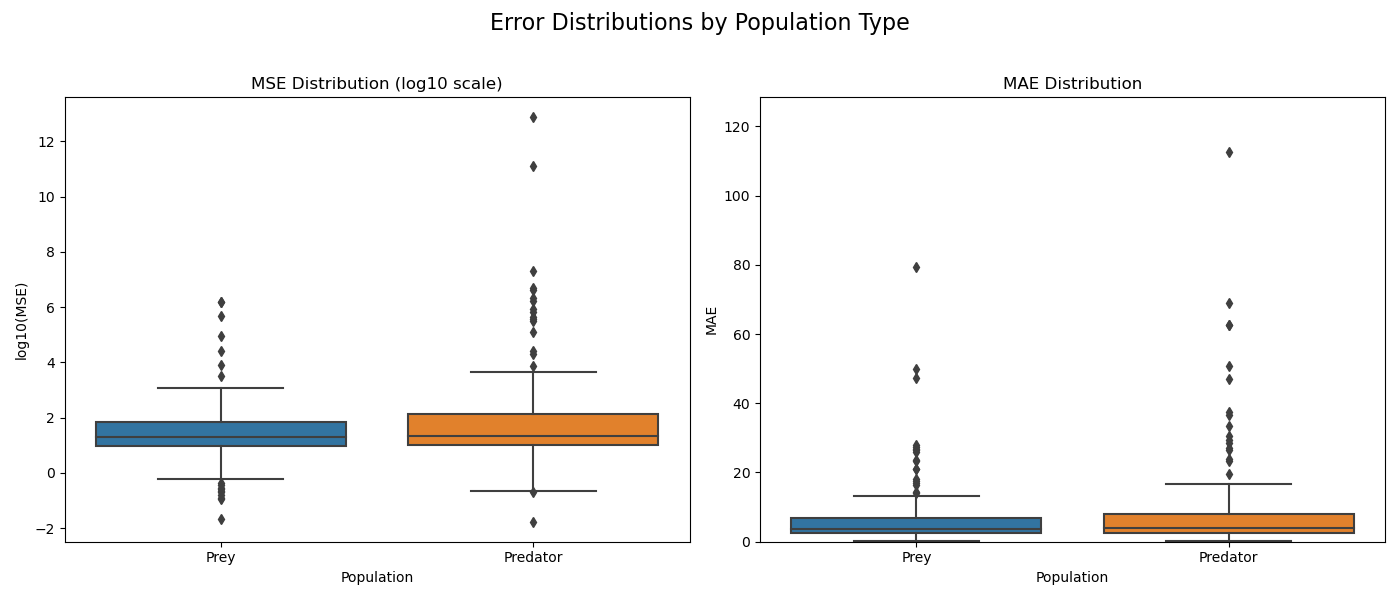 Error Distributions by Population Type
MSE Distribution (log10 scale)
12
10
8
6
4
2
0
−2
log10(MSE)
Prey
Predator
Population
MAE Distribution
120
100
80
60
40
20
0
MAE
Prey
Predator
Population